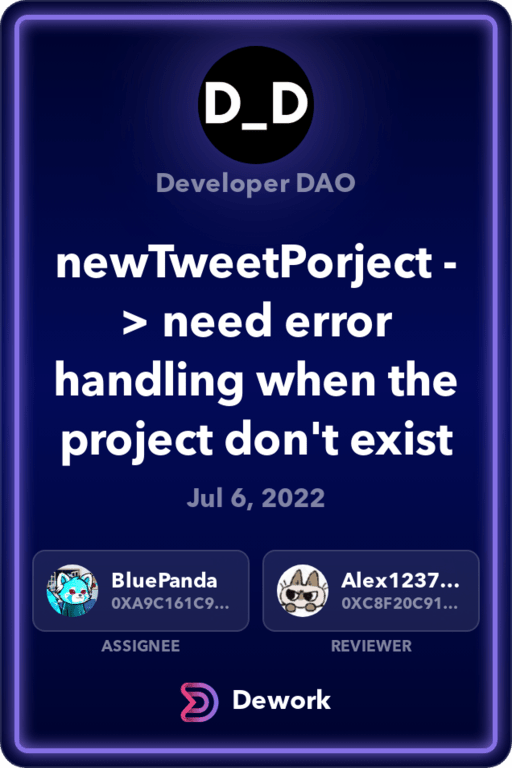 D_D
Developer DAO
newTweetPorject -
> need error
handling when the
project don't exist
Jul 6, 2022
BluePanda
0XA9C161C9...
Alex1237...
0XC8F20C91...
ASSIGNEE
REVIEWER
Dework